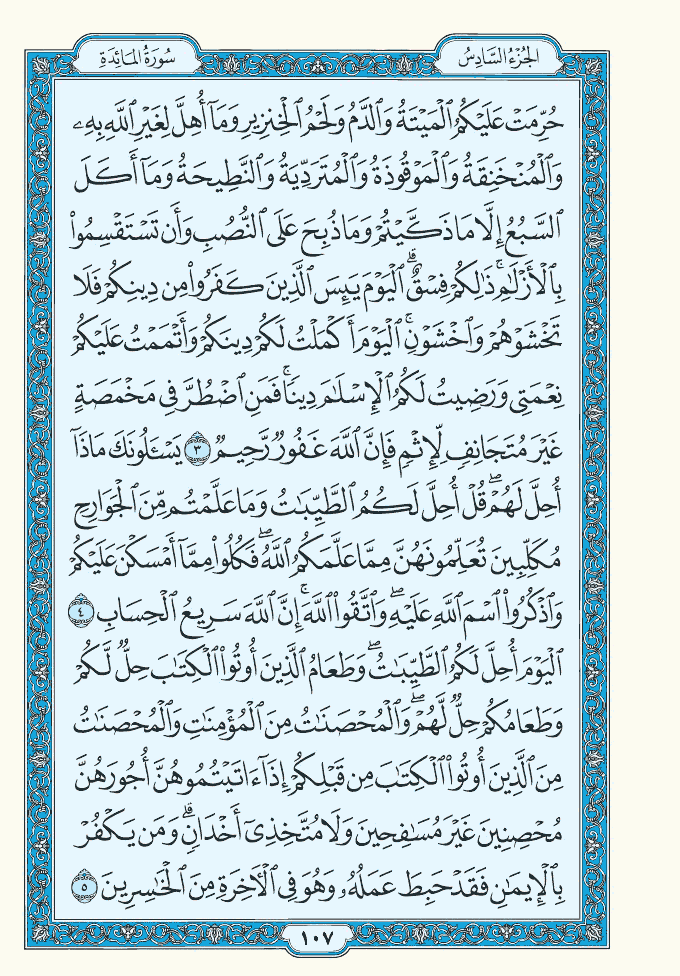 الجُزْءُ السَّادِسُ
سُورَةُ المَائِدَةِ
حُرِّمَتْ عَلَيْكُمُ ٱلْمَيْتَةُ وَٱلدَّمُ وَلَحْمُ ٱلْخِنزِيرِ وَمَآ أُهِلَّ لِغَيْرِ ٱللَّهِ بِهِۦ
وَٱلْمُنْخَنِقَةُ وَٱلْمَوْقُوذَةُ وَٱلْمُتَرَدِّيَةُ وَٱلنَّطِيحَةُ وَمَآ أَكَلَ
ٱلسَّبُعُ إِلَّا مَا ذَكَّيْتُمْ وَمَا ذُبِحَ عَلَى ٱلنُّصُبِ وَأَن تَسْتَقْسِمُوا۟
بِٱلْأَزْلَٰمِ ۚ ذَٰلِكُمْ فِسْقٌ ۗ ٱلْيَوْمَ يَئِسَ ٱلَّذِينَ كَفَرُوا۟ مِن دِينِكُمْ فَلَا
تَخْشَوْهُمْ وَٱخْشَوْنِ ۚ ٱلْيَوْمَ أَكْمَلْتُ لَكُمْ دِينَكُمْ وَأَتْمَمْتُ عَلَيْكُمْ
نِعْمَتِى وَرَضِيتُ لَكُمُ ٱلْإِسْلَٰمَ دِينًا ۚ فَمَنِ ٱضْطُرَّ فِى مَخْمَصَةٍ
غَيْرَ مُتَجَانِفٍ لِّإِثْمٍ فَإِنَّ ٱللَّهَ غَفُورٌ رَّحِيمٌ ٣ يَسْـَٔلُونَكَ مَاذَآ
أُحِلَّ لَهُمْ ۖ قُلْ أُحِلَّ لَكُمُ ٱلطَّيِّبَٰتُ وَمَا عَلَّمْتُم مِّنَ ٱلْجَوَارِحِ
مُكَلِّبِينَ تُعَلِّمُونَهُنَّ مِمَّا عَلَّمَكُمُ ٱللَّهُ ۖ فَكُلُوا۟ مِمَّآ أَمْسَكْنَ عَلَيْكُمْ
وَٱذْكُرُوا۟ ٱسْمَ ٱللَّهِ عَلَيْهِ ۖ وَٱتَّقُوا۟ ٱللَّهَ ۚ إِنَّ ٱللَّهَ سَرِيعُ ٱلْحِسَابِ ٤
ٱلْيَوْمَ أُحِلَّ لَكُمُ ٱلطَّيِّبَٰتُ ۖ وَطَعَامُ ٱلَّذِينَ أُوتُوا۟ ٱلْكِتَٰبَ حِلٌّ لَّكُمْ
وَطَعَامُكُمْ حِلٌّ لَّهُمْ ۖ وَٱلْمُحْصَنَٰتُ مِنَ ٱلْمُؤْمِنَٰتِ وَٱلْمُحْصَنَٰتُ
مِنَ ٱلَّذِينَ أُوتُوا۟ ٱلْكِتَٰبَ مِن قَبْلِكُمْ إِذَآ ءَاتَيْتُمُوهُنَّ أُجُورَهُنَّ
مُحْصِنِينَ غَيْرَ مُسَٰفِحِينَ وَلَا مُتَّخِذِىٓ أَخْدَانٍ ۗ وَمَن يَكْفُرْ
بِٱلْإِيمَٰنِ فَقَدْ حَبِطَ عَمَلُهُۥ وَهُوَ فِى ٱلْءَاخِرَةِ مِنَ ٱلْخَٰسِرِينَ ٥
١٠٧